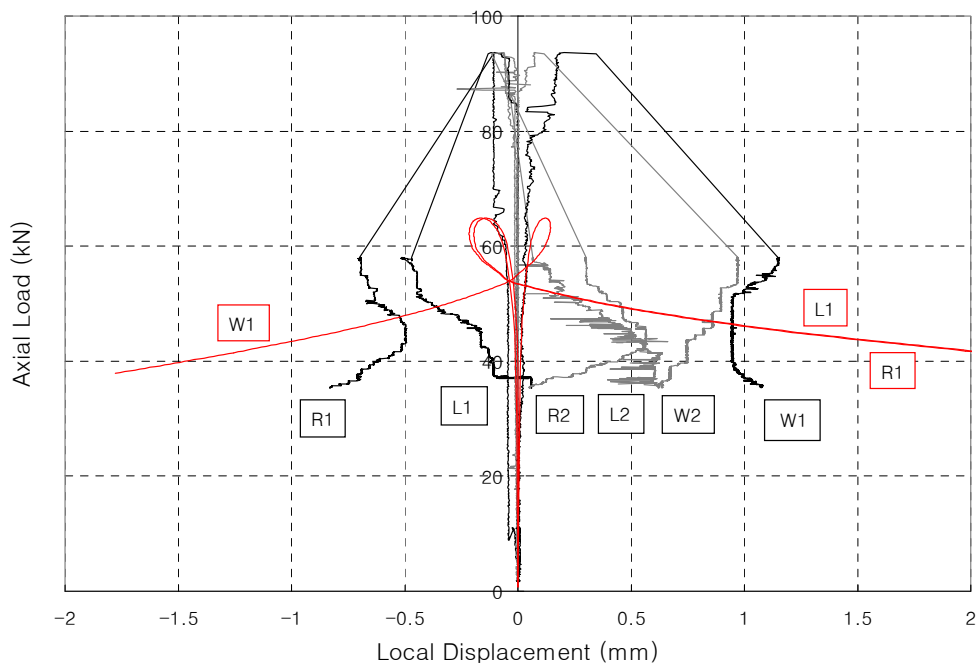 100
80
60
40
20
0
Axial Load (kN)
W1
L1
R1
R1
L1
R2
L2
W2
W1
−2
−1.5
−1
−0.5
0
0.5
1
1.5
2
Local Displacement (mm)